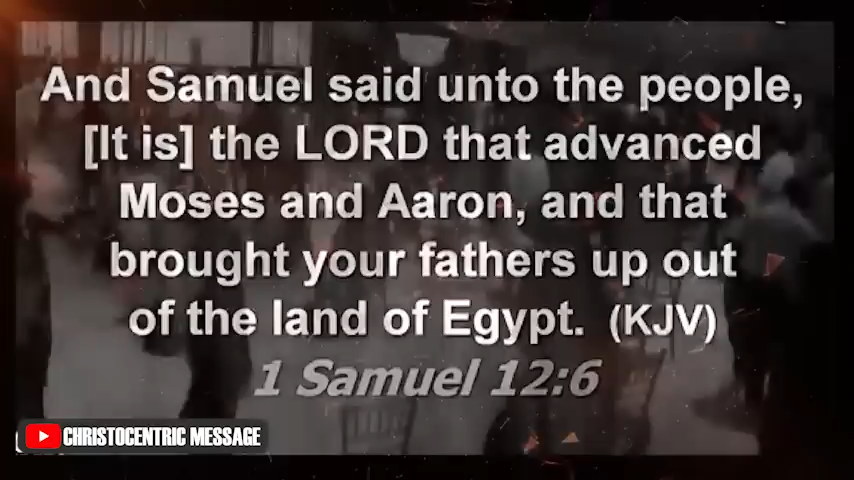 And Samuel said unto the people,
[It is] the LORD that advanced
Moses and Aaron, and that
brought your fathers up out
of the land of Egypt. (KJV)
1 Samuel 12:6
CHRISTOCENTRIC MESSAGE